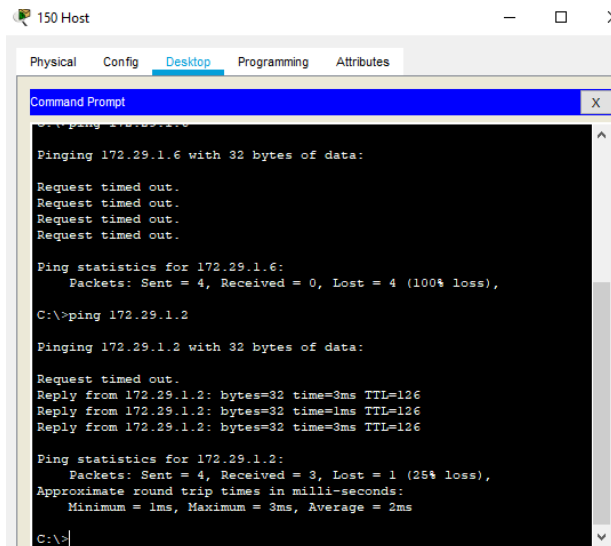 150 Host
Physical Config Desktop Programming Attributes
Command Prompt
X
Pinging 172.29.1.6 with 32 bytes of data:
Request timed out.
Request timed out.
Request timed out.
Request timed out.
Ping statistics for 172.29.1.6:
Packets: Sent = 4, Received = 0, Lost = 4 (100% loss),
C:\>ping 172.29.1.2
Pinging 172.29.1.2 with 32 bytes of data:
Request timed out.
Reply from 172.29.1.2: bytes=32 time=3ms TTL=126
Reply from 172.29.1.2: bytes=32 time=1ms TTL=126
Reply from 172.29.1.2: bytes=32 time=3ms TTL=126
Ping statistics for 172.29.1.2:
Packets: Sent = 4, Received = 3, Lost = 1 (25% loss),
Approximate round trip times in milli-seconds:
Minimum = 1ms, Maximum = 3ms, Average = 2ms
C:\>